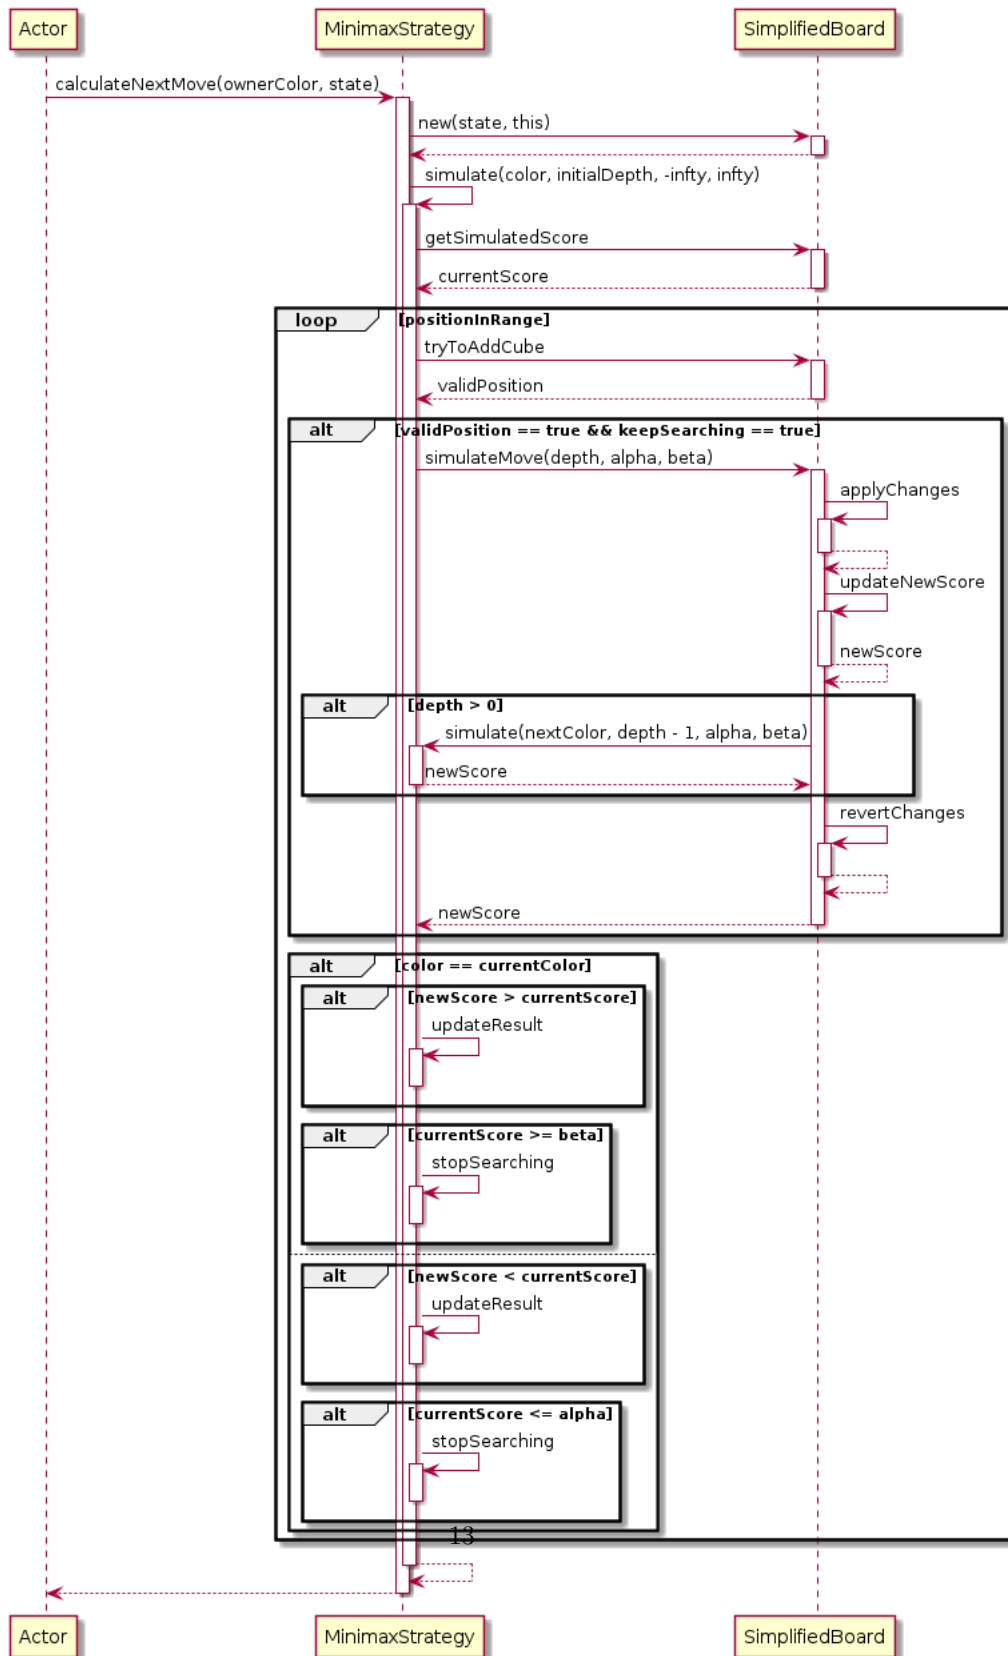 Actor MinimaxStrategy SimplifiedBoard
calculateNextMove(ownerColor, state)
new(state, this)
simulate(color, initialDepth, -infty, infty)
getSimulatedScore
currentScore
loop [positionInRange]
tryToAddCube
validPosition
alt [validPosition == true && keepSearching == true]
simulateMove(depth, alpha, beta)
applyChanges
updateNewScore
newScore
alt [depth > 0]
simulate(nextColor, depth - 1, alpha, beta)
newScore
revertChanges
newScore
alt [color == currentColor]
alt [newScore > currentScore]
updateResult
alt [currentScore >= beta]
stopSearching
alt [newScore < currentScore]
updateResult
alt [currentScore <= alpha]
stopSearching
13
Actor MinimaxStrategy SimplifiedBoard